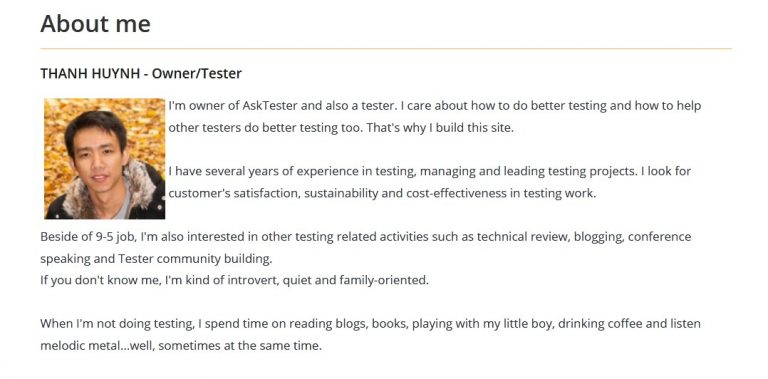 About me
THANH HUYNH - Owner/Tester
I'm owner of AskTester and also a tester. I care about how to do better testing and how to help
other testers do better testing too. That's why I build this site.
I have several years of experience in testing, managing and leading testing projects. I look for
customer's satisfaction, sustainability and cost-effectiveness in testing work.
Beside of 9-5 job, I'm also interested in other testing related activities such as technical review, blogging, conference
speaking and Tester community building.
If you don't know me, I'm kind of introvert, quiet and family-oriented.
When I'm not doing testing, I spend time on reading blogs, books, playing with my little boy, drinking coffee and listen
melodic metal...well, sometimes at the same time.